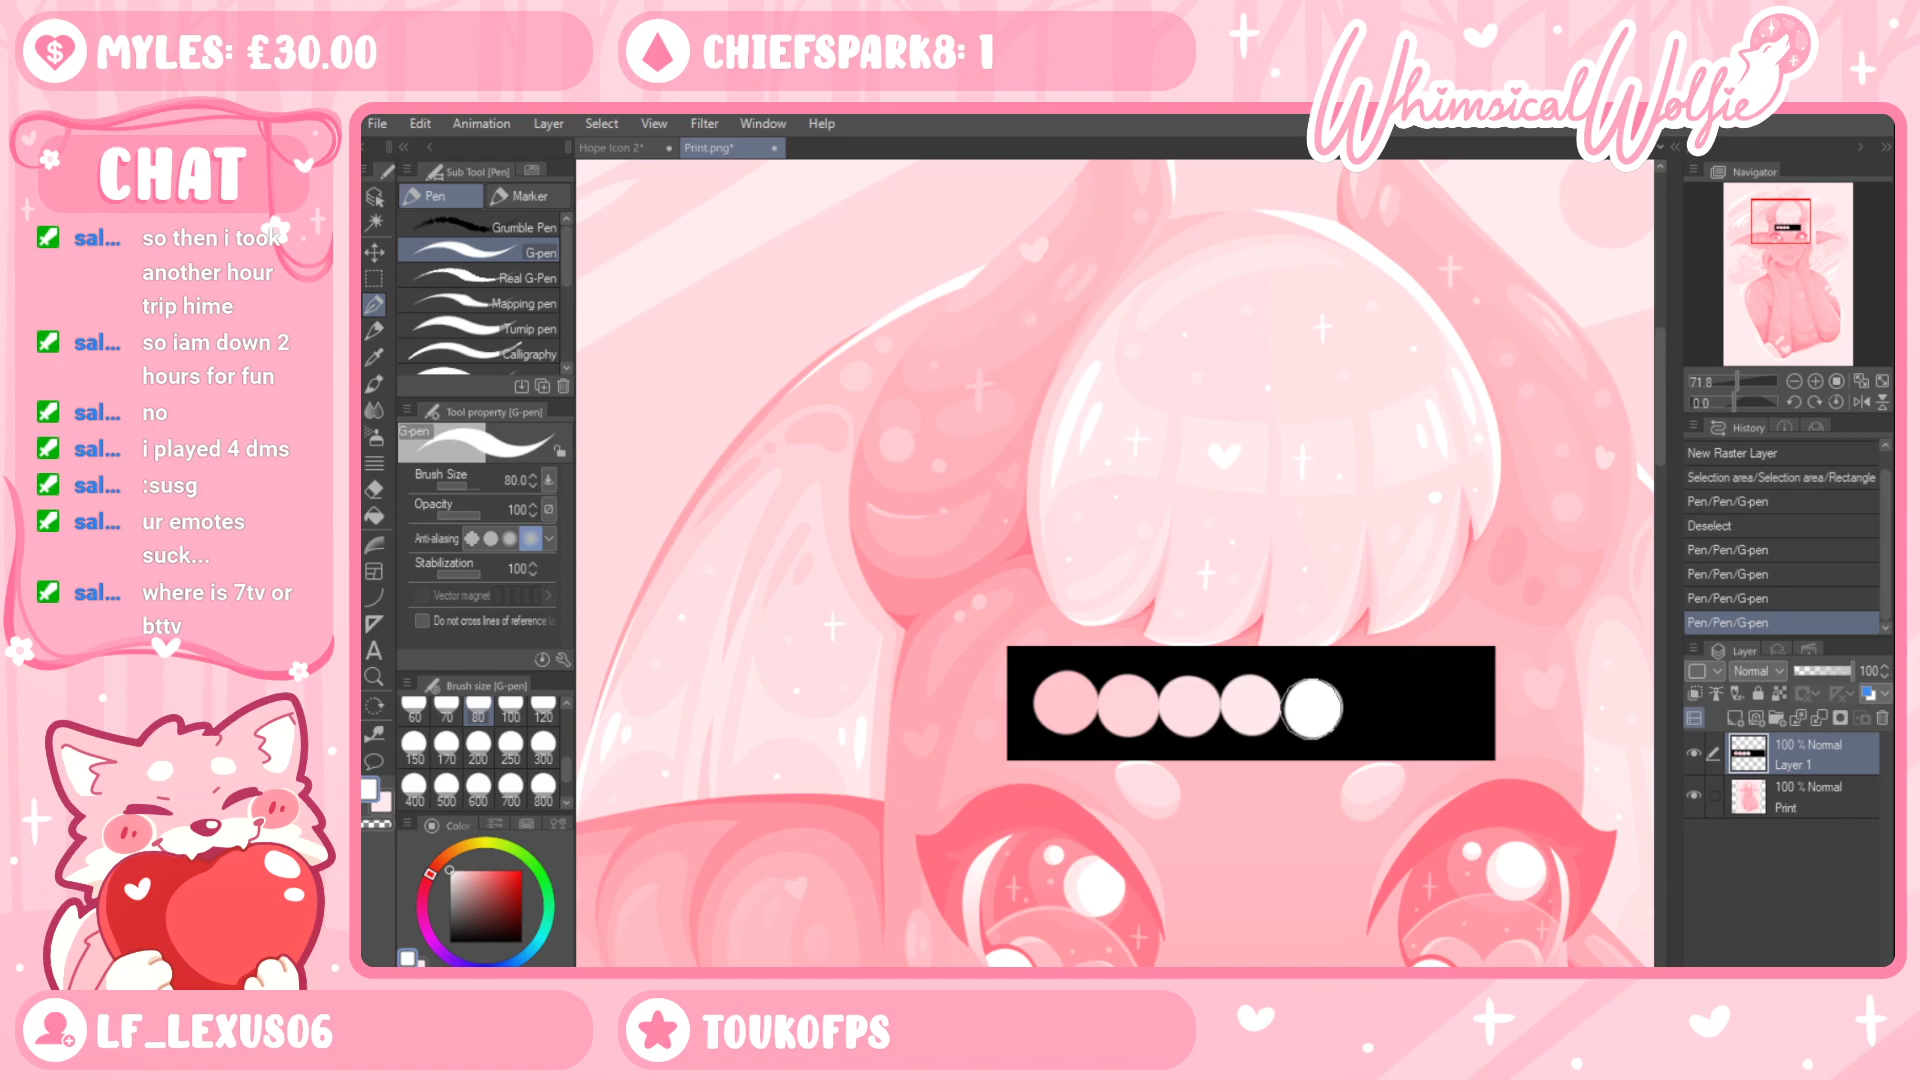 MYLES: £30.00
CHIEFSPARK8: 1
WhimsicalWolfie
CHAT
sal... so then i took
another hour
trip hime
sal... so iam down 2
hours for fun
sal... no
sal... i played 4 dms
sal... :susg
sal... ur emotes
suck...
sal... where is 7tv or
bttv
File Edit Animation Layer Select View Filter Window Help
Hope Icon 2* Print.png*
Sub Tool [Pen]
Pen Marker
Grumble Pen
G-pen
Real G-Pen
Mapping pen
Turnip pen
Calligraphy
Tool property [G-pen]
G-pen
Brush Size 80.0
Opacity 100
Anti-aliasing
Stabilization 100
Vector magnet
Do not cross lines of reference la
Brush size [G-pen]
60 70 80 100 120
150 170 200 250 300
400 500 600 700 800
Color
Navigator
71.8
0.0
History
New Raster Layer
Selection area/Selection area/Rectangle
Pen/Pen/G-pen
Deselect
Pen/Pen/G-pen
Pen/Pen/G-pen
Pen/Pen/G-pen
Pen/Pen/G-pen
Layer
Normal 100
100 % Normal
Layer 1
100 % Normal
Print
LF_LEXUS06
TOUKOFPS